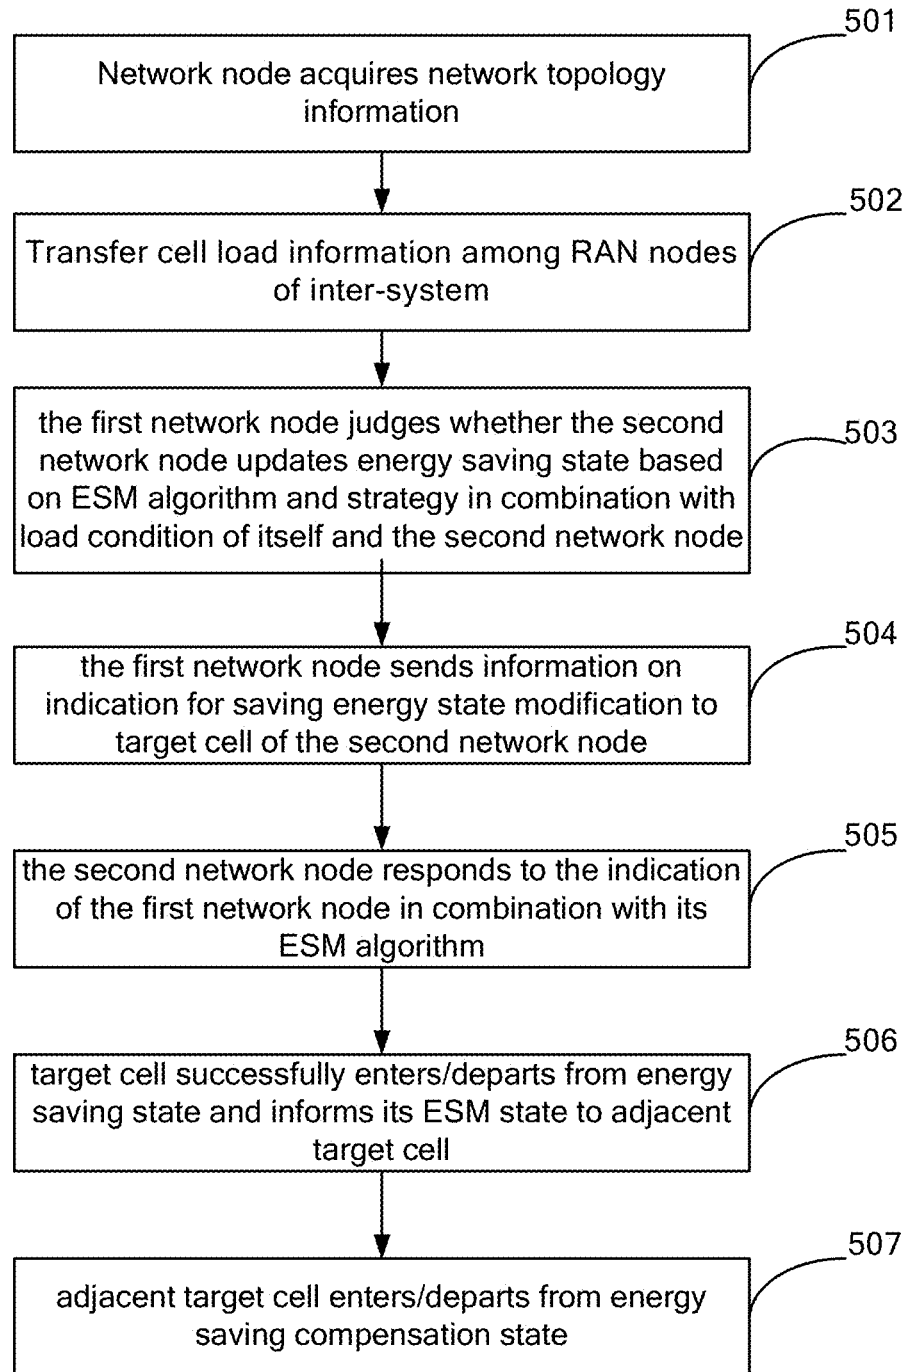 501
Network node acquires network topology
information
502
Transfer cell load information among RAN nodes
of inter-system
503
the first network node judges whether the second
network node updates energy saving state based
on ESM algorithm and strategy in combination with
load condition of itself and the second network node
504
the first network node sends information on
indication for saving energy state modification to
target cell of the second network node
505
the second network node responds to the indication
of the first network node in combination with its
ESM algorithm
506
target cell successfully enters/departs from energy
saving state and informs its ESM state to adjacent
target cell
507
adjacent target cell enters/departs from energy
saving compensation state